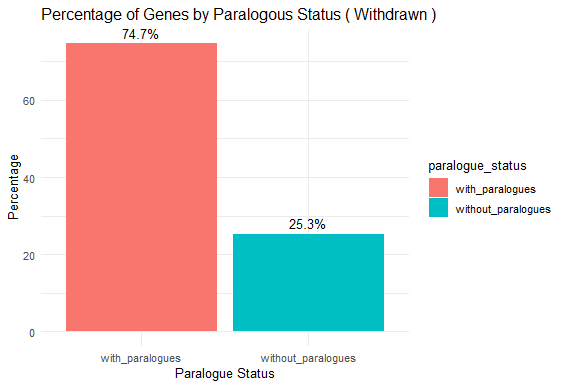 Percentage of Genes by Paralogous Status ( Withdrawn )
74.7%
25.3%
60
40
20
0
Percentage
with_paralogues
without_paralogues
Paralogue Status
paralogue_status
with_paralogues
without_paralogues